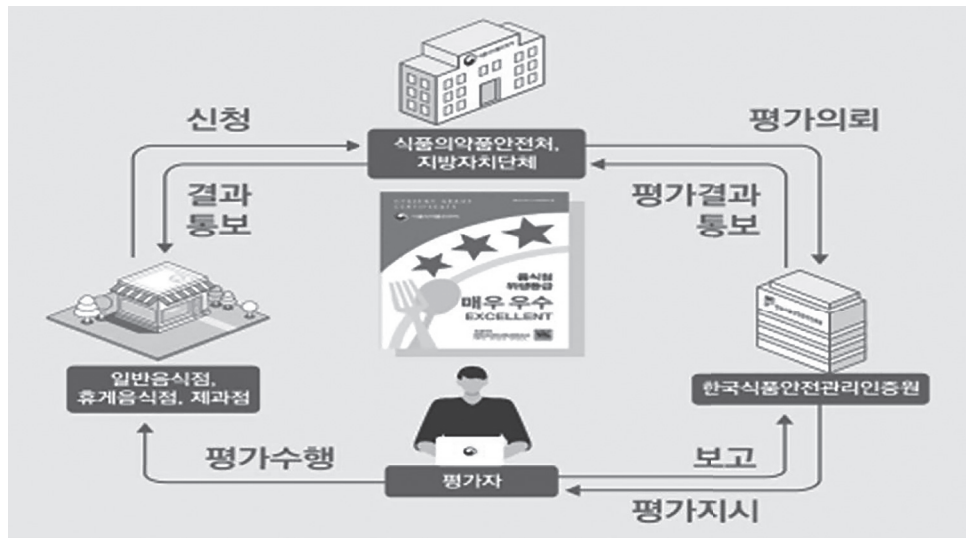 신청
평가의뢰
식품의약품안전처,
지방자치단체
결과
통보
평가결과
통보
HYGIENE GRADE
CERTIFICATE
음식점
위생등급
매우 우수
EXCELLENT
일반음식점,
휴게음식점, 제과점
한국식품안전관리인증원
평가수행
보고
평가자
평가지시